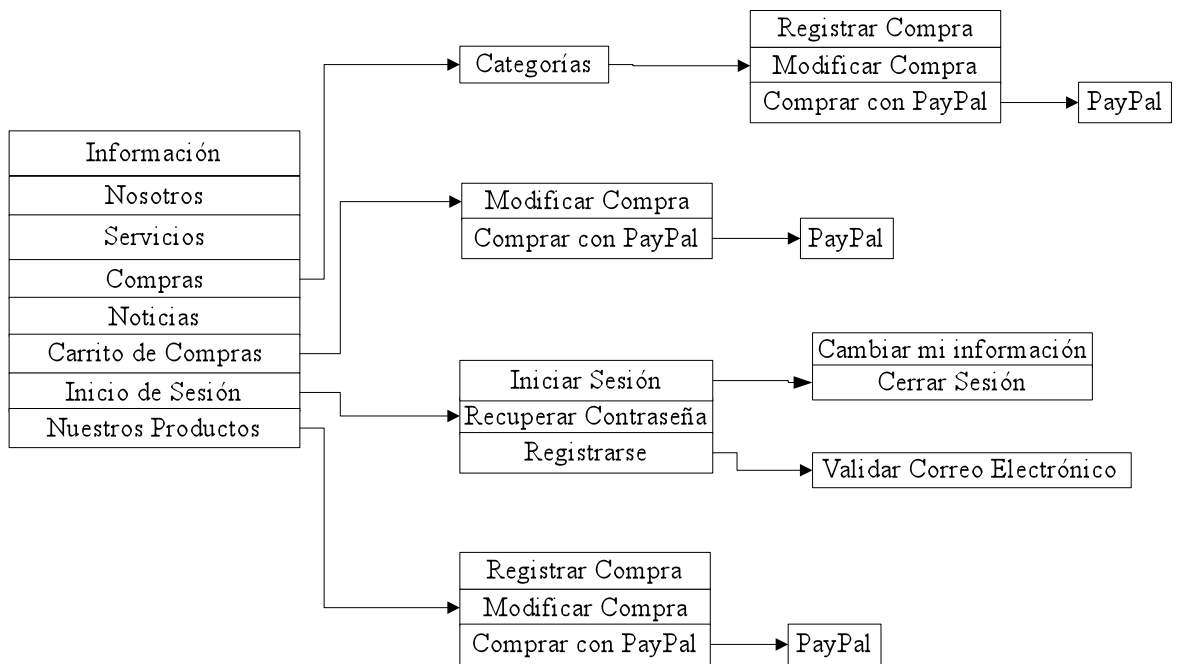 Información
Nosotros
Servicios
Compras
Noticias
Carrito de Compras
Inicio de Sesión
Nuestros Productos
Categorías
Registrar Compra
Modificar Compra
Comprar con PayPal
PayPal
Modificar Compra
Comprar con PayPal
PayPal
Iniciar Sesión
Recuperar Contraseña
Registrarse
Cambiar mi información
Cerrar Sesión
Validar Correo Electrónico
Registrar Compra
Modificar Compra
Comprar con PayPal
PayPal